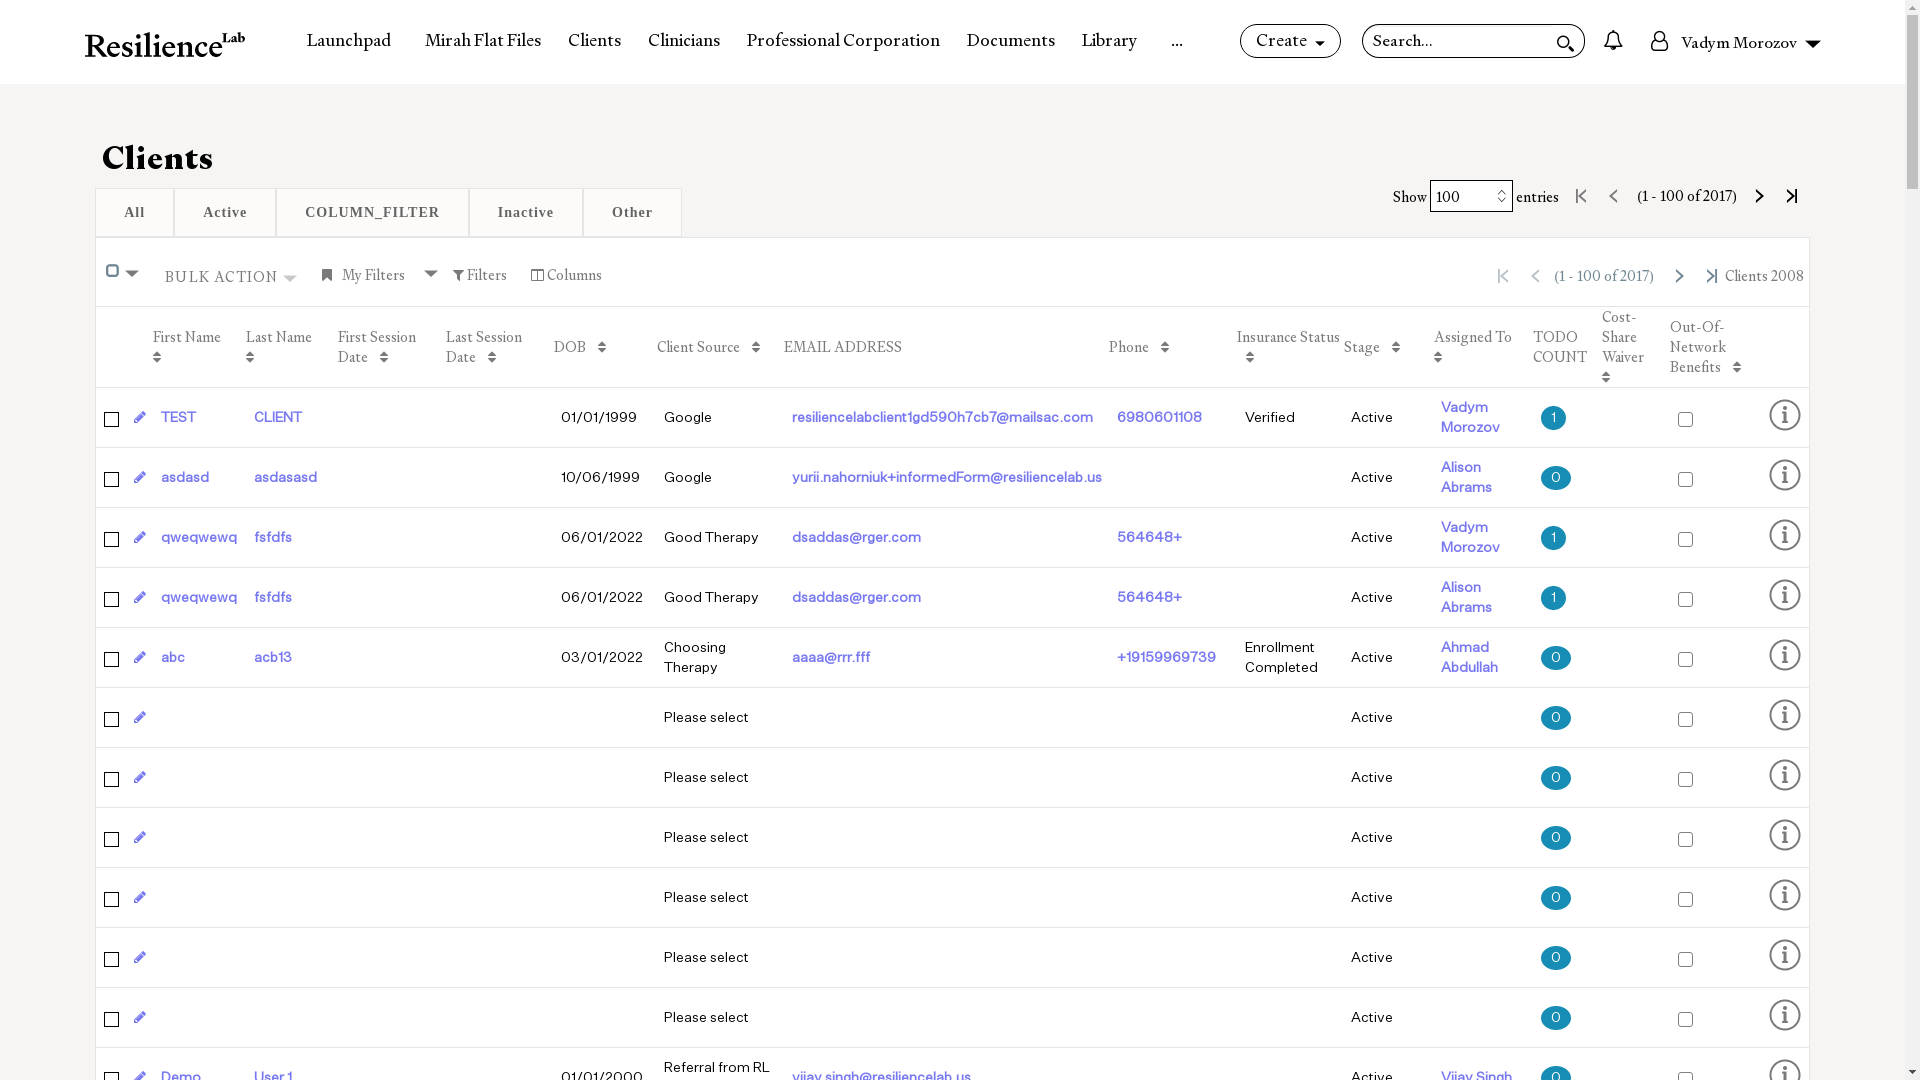 ResilienceLab Launchpad Mirah Flat Files Clients Clinicians Professional Corporation Documents Library ... Create Search... Vadym Morozov
Clients
All Active COLUMN_FILTER Inactive Other
Show 100 entries (1 - 100 of 2017)
BULK ACTION My Filters Filters Columns (1 - 100 of 2017) Clients 2008
First Name Last Name First Session Date Last Session Date DOB Client Source EMAIL ADDRESS Phone Insurance Status Stage Assigned To TODO COUNT Cost-Share Waiver Out-Of-Network Benefits
TEST CLIENT 01/01/1999 Google resiliencelabclient1gd590h7cb7@mailsac.com 6980601108 Verified Active Vadym Morozov 1
asdasd asdasasd 10/06/1999 Google yurii.nahorniuk+informedForm@resiliencelab.us Active Alison Abrams 0
qweqwewq fsfdfs 06/01/2022 Good Therapy dsaddas@rger.com 564648+ Active Vadym Morozov 1
qweqwewq fsfdfs 06/01/2022 Good Therapy dsaddas@rger.com 564648+ Active Alison Abrams 1
abc acb13 03/01/2022 Choosing Therapy aaaa@rrr.fff +19159969739 Enrollment Completed Active Ahmad Abdullah 0
Please select Active 0
Please select Active 0
Please select Active 0
Please select Active 0
Please select Active 0
Please select Active 0
Demo User 1 01/01/2000 Referral from RL vijay.singh@resiliencelab.us Active Vijay Singh 0